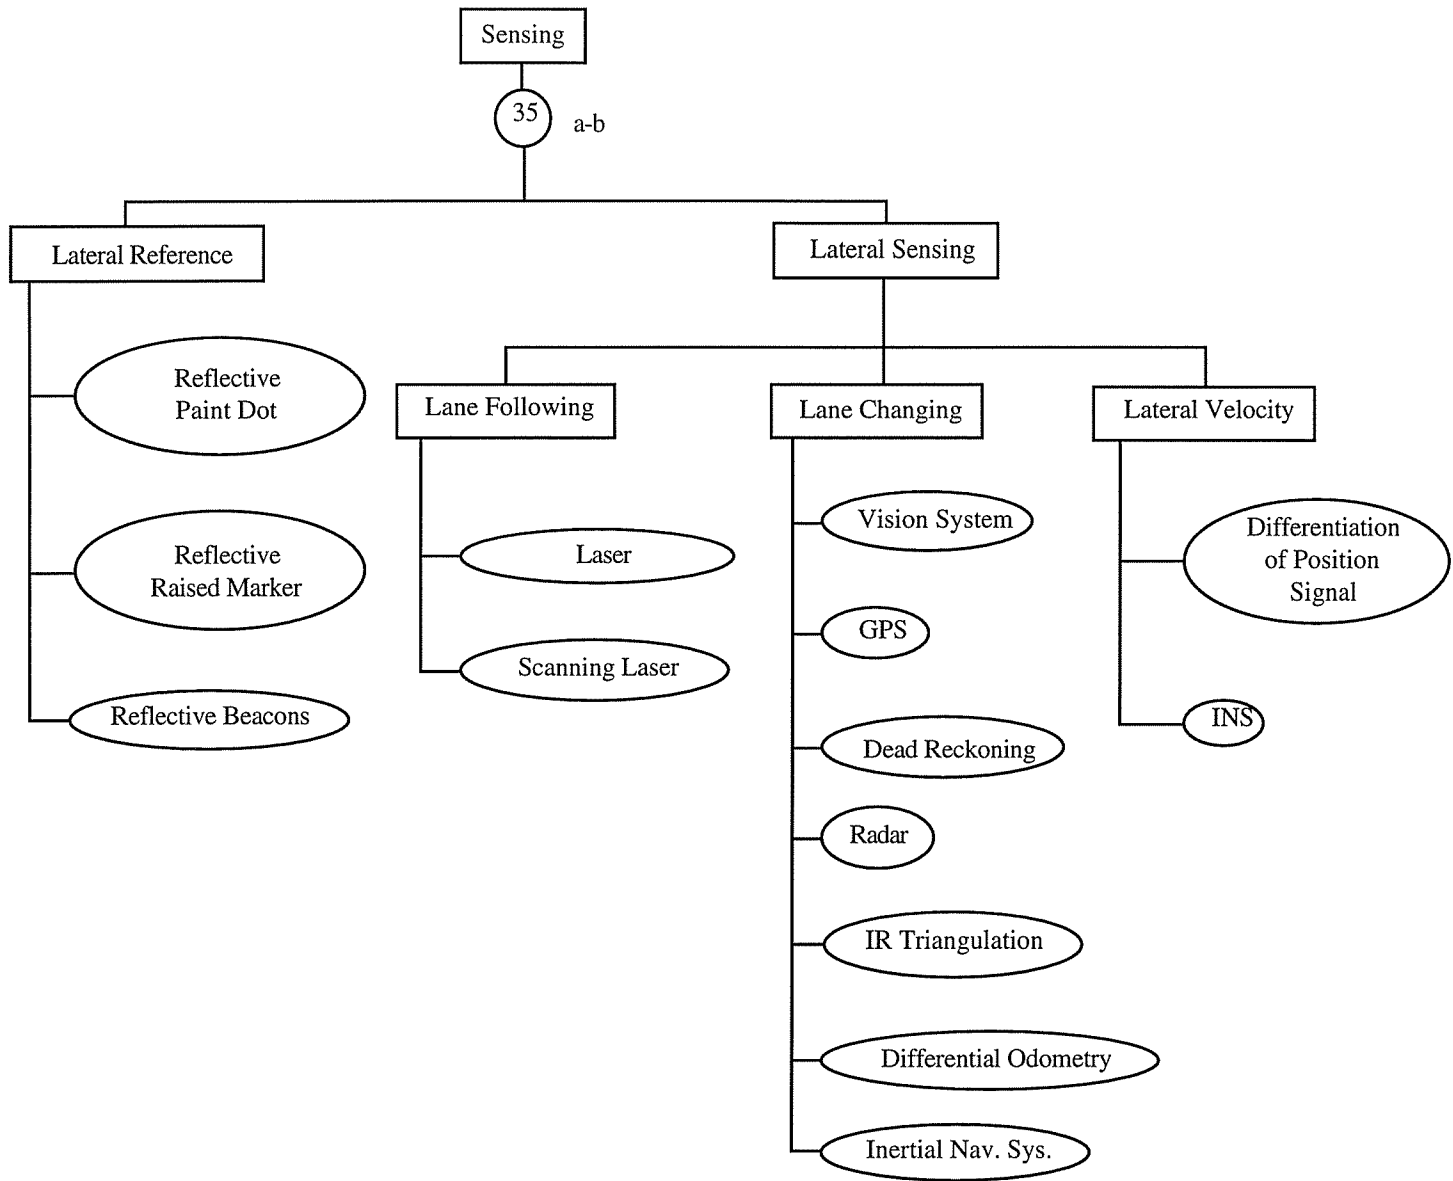 Sensing
35
a-b
Lateral Reference
Lateral Sensing
Reflective
Paint Dot
Reflective
Raised Marker
Reflective Beacons
Lane Following
Laser
Scanning Laser
Lane Changing
Vision System
GPS
Dead Reckoning
Radar
IR Triangulation
Differential Odometry
Inertial Nav. Sys.
Lateral Velocity
Differentiation
of Position
Signal
INS